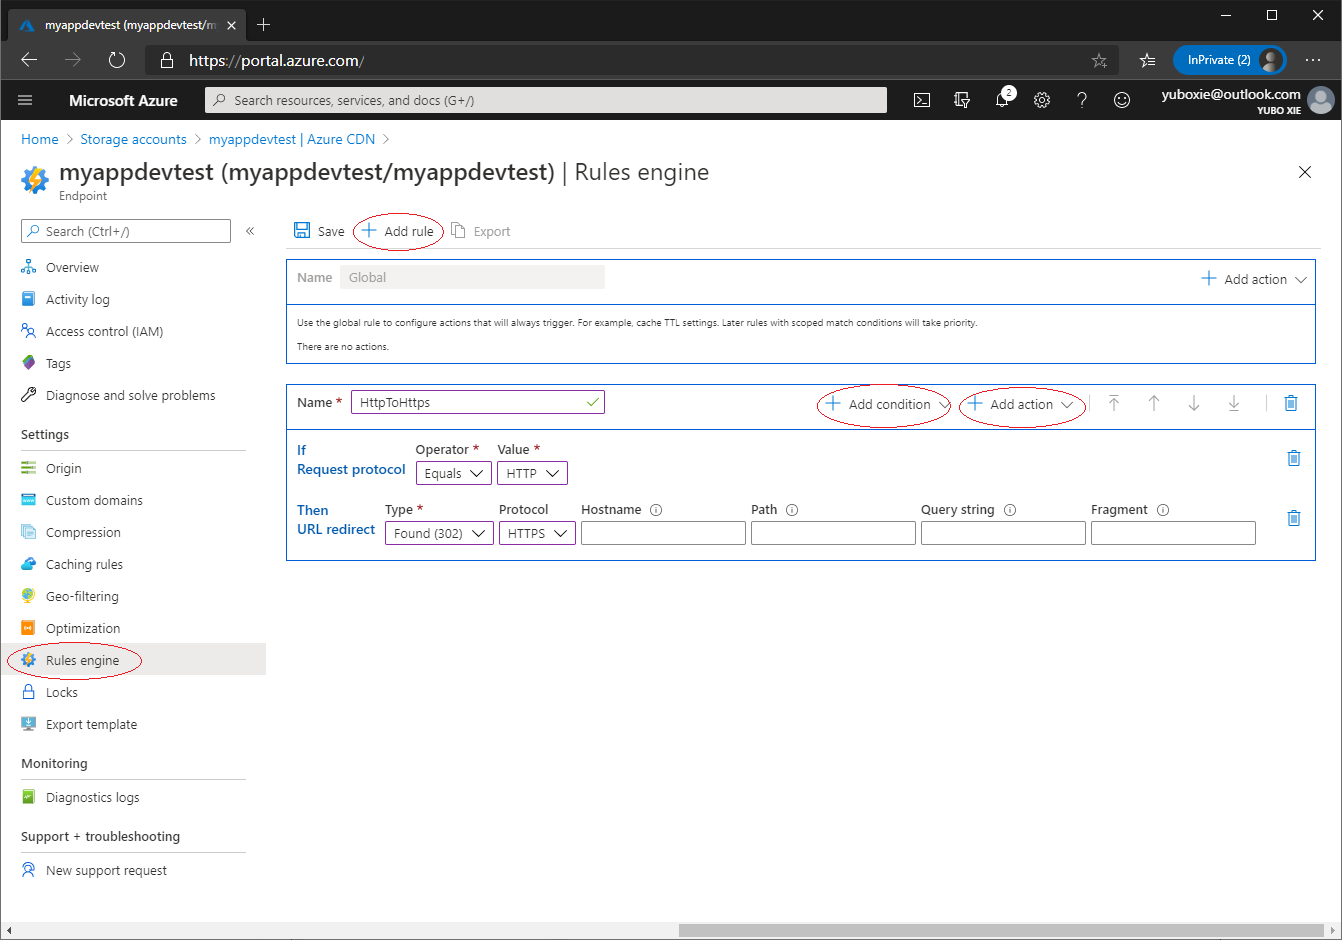 myappdevtest (myappdevtest/m
https://portal.azure.com/
InPrivate (2)
Microsoft Azure
Search resources, services, and docs (G+/)
2
yuboxie@outlook.com
YUBO XIE
Home > Storage accounts > myappdevtest | Azure CDN >
myappdevtest (myappdevtest/myappdevtest) | Rules engine
Endpoint
Search (Ctrl+/)
«
Overview
Activity log
Access control (IAM)
Tags
Diagnose and solve problems
Settings
Origin
Custom domains
Compression
Caching rules
Geo-filtering
Optimization
Rules engine
Locks
Export template
Monitoring
Diagnostics logs
Support + troubleshooting
New support request
Save
Add rule
Export
Name Global
Add action
Use the global rule to configure actions that will always trigger. For example, cache TTL settings. Later rules with scoped match conditions will take priority.
There are no actions.
Name * HttpToHttps
Add condition
Add action
If
Request protocol
Operator * Value *
Equals HTTP
Then
URL redirect
Type * Protocol Hostname Path Query string Fragment
Found (302) HTTPS